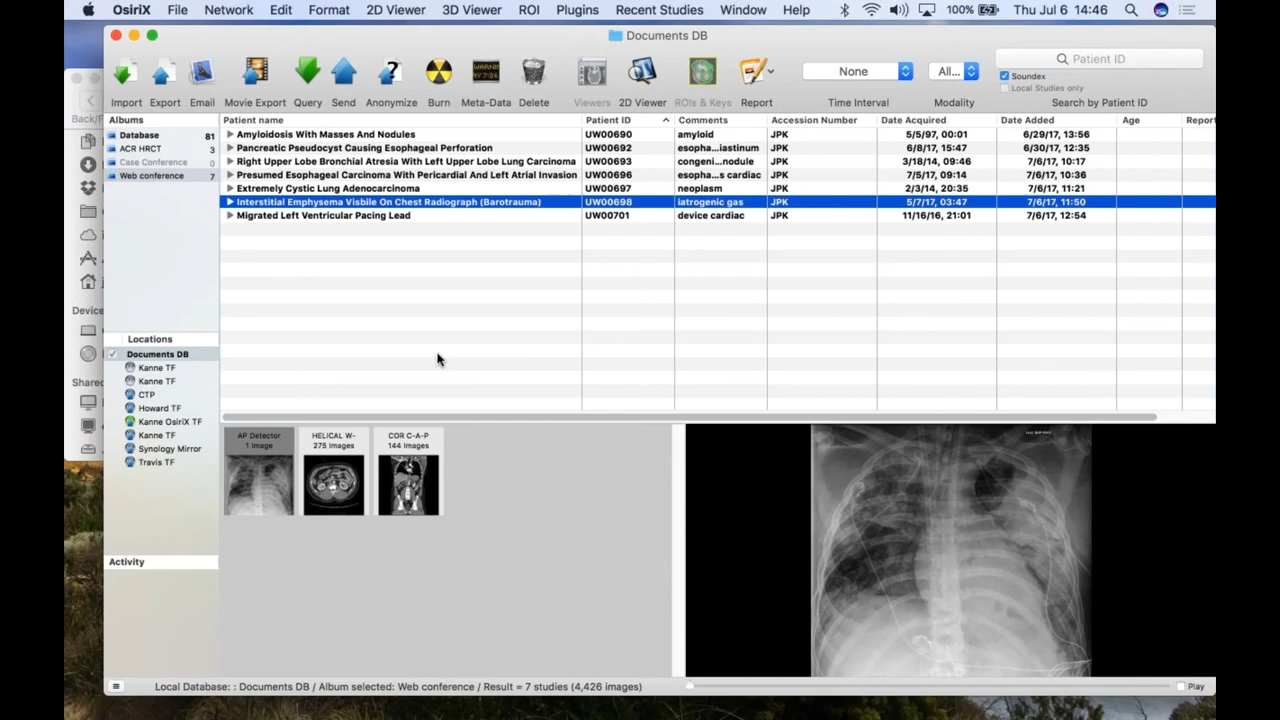 OsiriX File Network Edit Format 2D Viewer 3D Viewer ROI Plugins Recent Studies Window Help 100% Thu Jul 6 14:46
Documents DB
Import Export Email Movie Export Query Send Anonymize Burn Meta-Data Delete Viewers 2D Viewer ROIs & Keys Report
None
Time Interval
All...
Modality
Patient ID
Soundex
Local Studies only
Search by Patient ID
Back/F
Albums
Database 81
ACR HRCT 3
Case Conference 0
Web conference 7
Patient name Patient ID Comments Accession Number Date Acquired Date Added Age Report
Amyloidosis With Masses And Nodules UW00690 amyloid JPK 5/5/97, 00:01 6/29/17, 13:56
Pancreatic Pseudocyst Causing Esophageal Perforation UW00692 esopha...iastinum JPK 6/8/17, 15:47 6/30/17, 12:35
Right Upper Lobe Bronchial Atresia With Left Upper Lobe Lung Carcinoma UW00693 congeni...nodule JPK 3/18/14, 09:46 7/6/17, 10:17
Presumed Esophageal Carcinoma With Pericardial And Left Atrial Invasion UW00696 esopha...s cardiac JPK 7/5/17, 09:14 7/6/17, 10:36
Extremely Cystic Lung Adenocarcinoma UW00697 neoplasm JPK 2/3/14, 20:35 7/6/17, 11:21
Interstitial Emphysema Visbile On Chest Radiograph (Barotrauma) UW00698 iatrogenic gas JPK 5/7/17, 03:47 7/6/17, 11:50
Migrated Left Ventricular Pacing Lead UW00701 device cardiac JPK 11/16/16, 21:01 7/6/17, 12:54
Device
Shared
Locations
Documents DB
Kanne TF
Kanne TF
CTP
Howard TF
Kanne OsiriX TF
Kanne TF
Synology Mirror
Travis TF
Activity
AP Detector
1 Image
HELICAL W-
275 Images
COR C-A-P
144 Images
Local Database: : Documents DB / Album selected: Web conference / Result = 7 studies (4,426 images)
Play